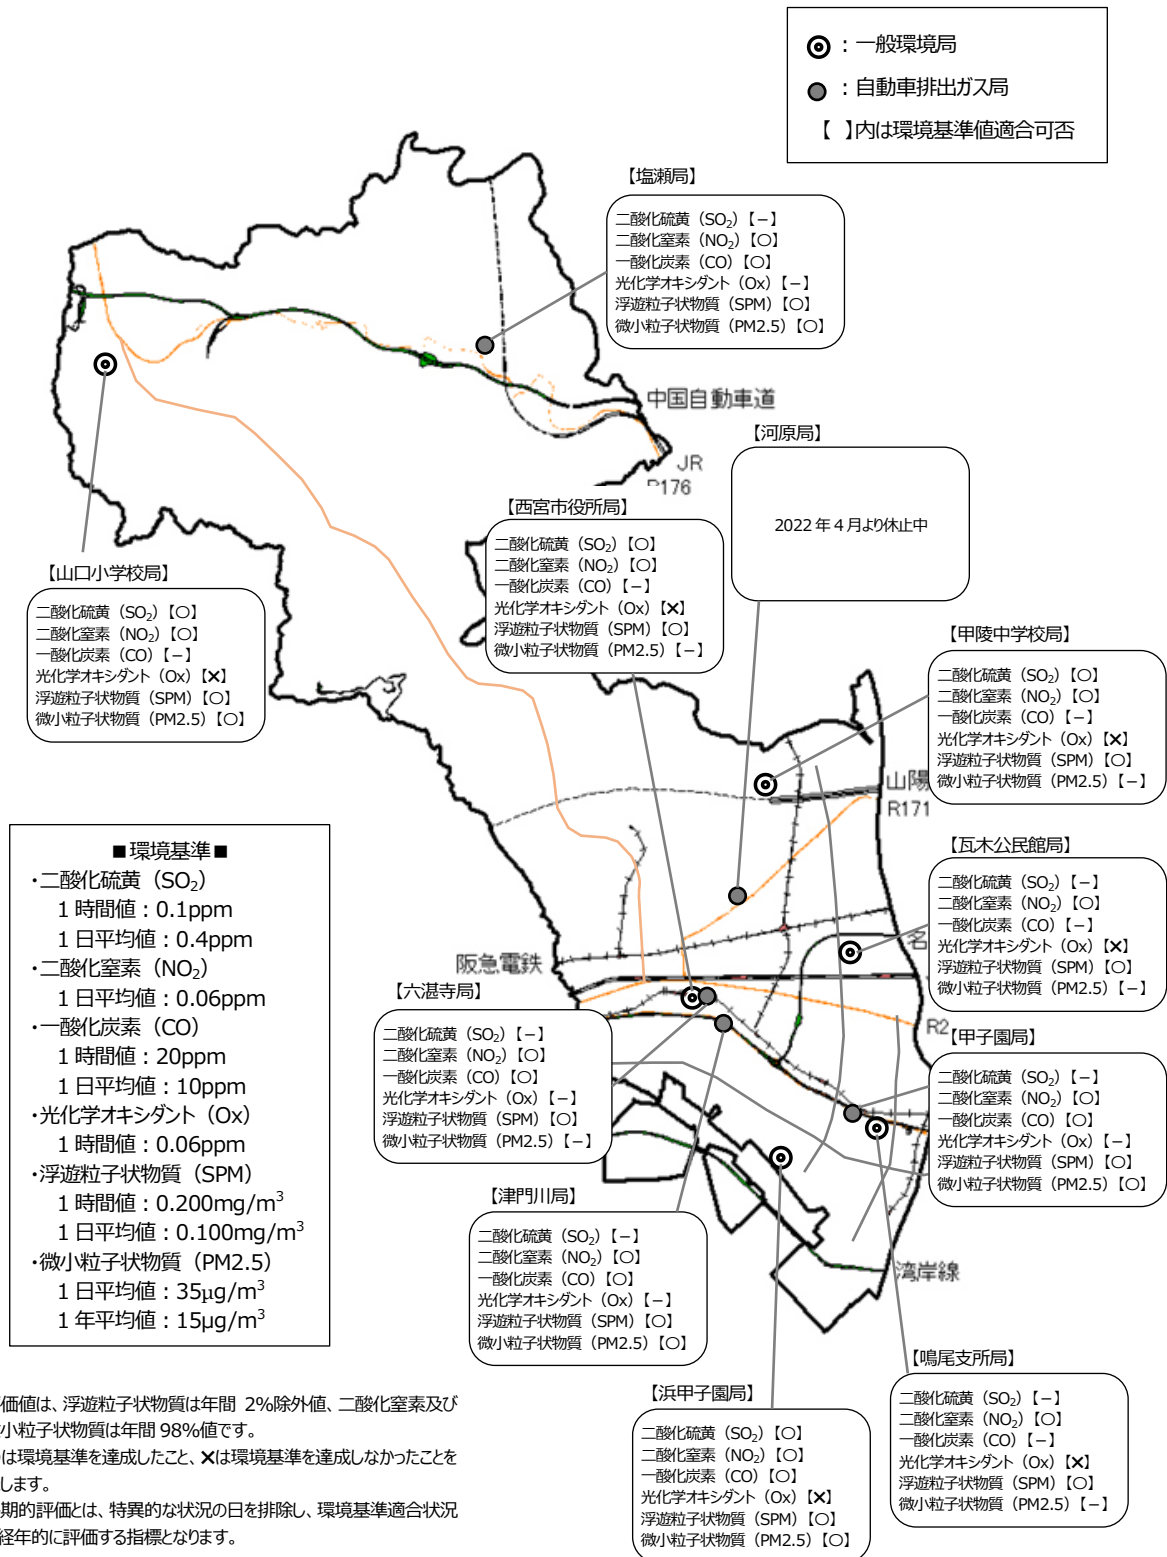 ：一般環境局
：自動車排出ガス局
【 】内は環境基準値適合可否
【塩瀬局】
二酸化硫黄（SO₂）【－】
二酸化窒素（NO₂）【〇】
一酸化炭素（CO）【〇】
光化学オキシダント（Ox）【－】
浮遊粒子状物質（SPM）【〇】
微小粒子状物質（PM2.5）【〇】
中国自動車道
JR
R176
【河原局】
2022 年 4 月より休止中
【西宮市役所局】
二酸化硫黄（SO₂）【〇】
二酸化窒素（NO₂）【〇】
一酸化炭素（CO）【－】
光化学オキシダント（Ox）【×】
浮遊粒子状物質（SPM）【〇】
微小粒子状物質（PM2.5）【－】
【山口小学校局】
二酸化硫黄（SO₂）【〇】
二酸化窒素（NO₂）【〇】
一酸化炭素（CO）【－】
光化学オキシダント（Ox）【×】
浮遊粒子状物質（SPM）【〇】
微小粒子状物質（PM2.5）【〇】
【甲陵中学校局】
二酸化硫黄（SO₂）【〇】
二酸化窒素（NO₂）【〇】
一酸化炭素（CO）【－】
光化学オキシダント（Ox）【×】
浮遊粒子状物質（SPM）【〇】
微小粒子状物質（PM2.5）【－】
山陽
R171
【瓦木公民館局】
二酸化硫黄（SO₂）【－】
二酸化窒素（NO₂）【〇】
一酸化炭素（CO）【－】
光化学オキシダント（Ox）【×】
浮遊粒子状物質（SPM）【〇】
微小粒子状物質（PM2.5）【－】
名
阪急電鉄
R2
■環境基準■
・二酸化硫黄（SO₂）
1 時間値：0.1ppm
1 日平均値：0.4ppm
・二酸化窒素（NO₂）
1 日平均値：0.06ppm
・一酸化炭素（CO）
1 時間値：20ppm
1 日平均値：10ppm
・光化学オキシダント（Ox）
1 時間値：0.06ppm
・浮遊粒子状物質（SPM）
1 時間値：0.200mg/m³
1 日平均値：0.100mg/m³
・微小粒子状物質（PM2.5）
1 日平均値：35μg/m³
1 年平均値：15μg/m³
【六湛寺局】
二酸化硫黄（SO₂）【－】
二酸化窒素（NO₂）【〇】
一酸化炭素（CO）【〇】
光化学オキシダント（Ox）【－】
浮遊粒子状物質（SPM）【〇】
微小粒子状物質（PM2.5）【－】
【甲子園局】
二酸化硫黄（SO₂）【－】
二酸化窒素（NO₂）【〇】
一酸化炭素（CO）【〇】
光化学オキシダント（Ox）【－】
浮遊粒子状物質（SPM）【〇】
微小粒子状物質（PM2.5）【〇】
【津門川局】
二酸化硫黄（SO₂）【－】
二酸化窒素（NO₂）【〇】
一酸化炭素（CO）【〇】
光化学オキシダント（Ox）【－】
浮遊粒子状物質（SPM）【〇】
微小粒子状物質（PM2.5）【〇】
湾岸線
【鳴尾支所局】
二酸化硫黄（SO₂）【－】
二酸化窒素（NO₂）【〇】
一酸化炭素（CO）【－】
光化学オキシダント（Ox）【×】
浮遊粒子状物質（SPM）【〇】
微小粒子状物質（PM2.5）【－】
【浜甲子園局】
二酸化硫黄（SO₂）【〇】
二酸化窒素（NO₂）【〇】
一酸化炭素（CO）【〇】
光化学オキシダント（Ox）【×】
浮遊粒子状物質（SPM）【〇】
微小粒子状物質（PM2.5）【〇】
価値は、浮遊粒子状物質は年間 2%除外値、二酸化窒素及び
小粒子状物質は年間 98%値です。
は環境基準を達成したこと、×は環境基準を達成しなかったことを
します。
期的評価とは、特異的な状況の日を排除し、環境基準適合状況
経年的に評価する指標となります。